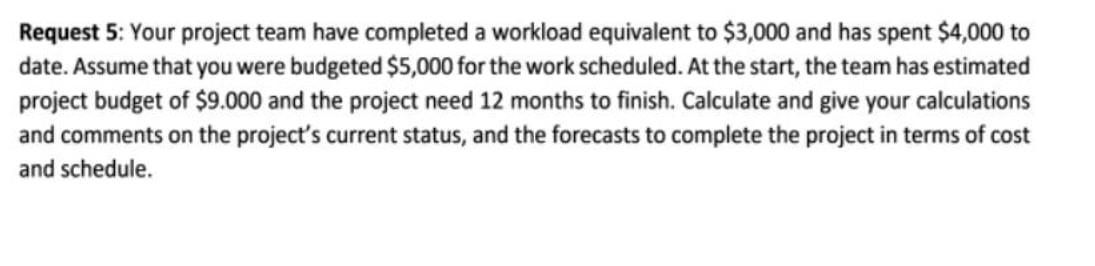 Request 5: Your project team have completed a workload equivalent to $3,000 and has spent $4,000 to
date. Assume that you were budgeted $5,000 for the work scheduled. At the start, the team has estimated
project budget of $9.000 and the project need 12 months to finish. Calculate and give your calculations
and comments on the project's current status, and the forecasts to complete the project in terms of cost
and schedule.